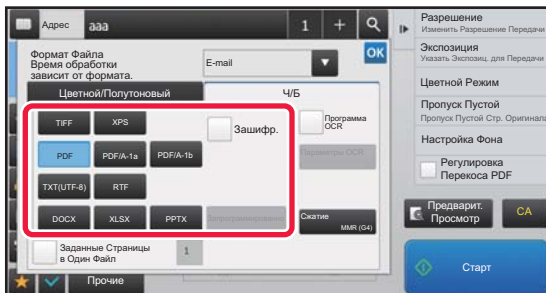 Адрес
aaa
1
OK
Формат Файла
Время обработки
зависит от формата.
E-mail
Цветной/Полутоновый
Ч/Б
TIFF
XPS
Зашифр.
Программа
OCR
PDF
PDF/A-1a
PDF/A-1b
Параметры OCR
TXT(UTF-8)
RTF
DOCX
XLSX
PPTX
Сжатие
MMR (G4)
Заданные Страницы
в Один Файл
1
Прочие
Разрешение
Изменить Разрешение Передачи
Экспозиция
Указать Экспозиц. для Передачи
Цветной Режим
Пропуск Пустой
Пропуск Пустой Стр. Оригинала
Настройка Фона
Регулировка
Перекоса PDF
Предварит.
Просмотр
CA
Старт